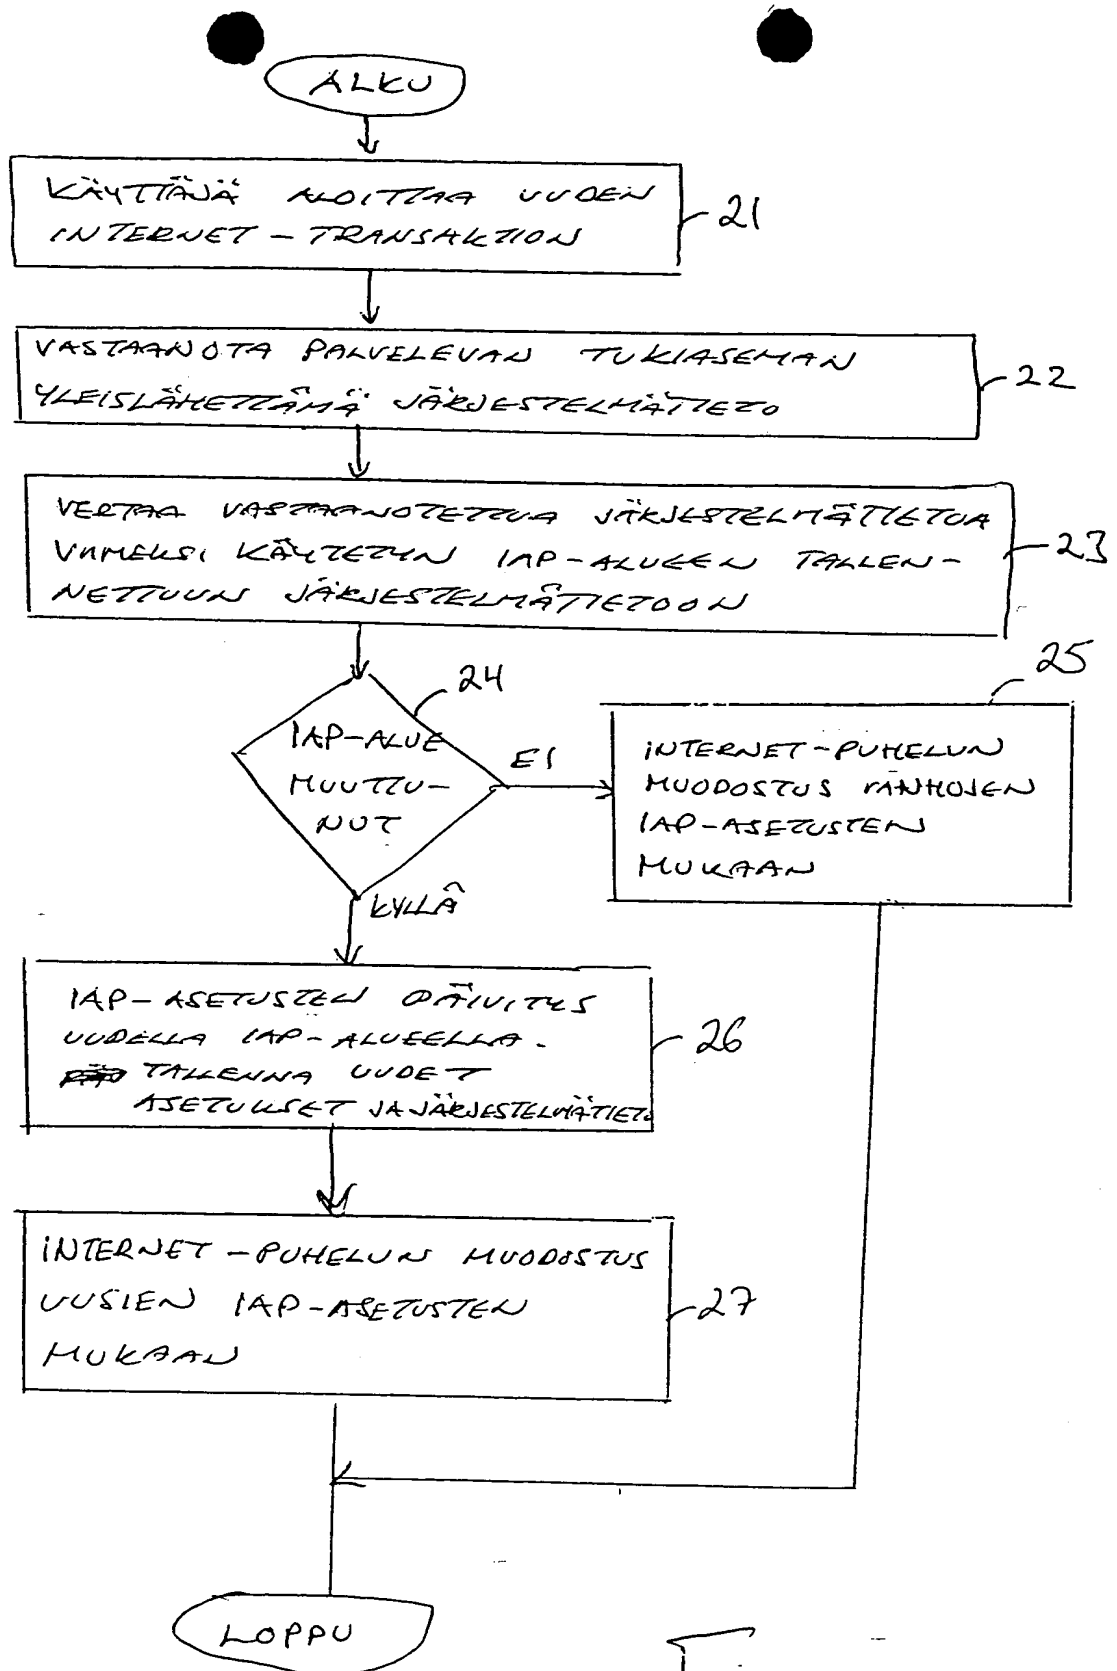 ALKU
KÄYTTÄJÄ ALOITTAA UUDEN
INTERNET - TRANSAKTION
21
VASTAANOTA PALVELEVAN TUKIASEMAN
YLEISLÄHETTÄMÄ JÄRJESTELMÄTIETO
22
VERTAA VASTAANOTETTUA JÄRJESTELMÄTIETOA
VIIMEKSI KÄYTETYN IAP-ALUEEN TALLEN-
NETTUUN JÄRJESTELMÄTIETOON
23
24
IAP-ALUE
MUUTTU-
NUT
EI
25
INTERNET-PUHELUN
MUODOSTUS VANHOJEN
IAP-ASETUSTEN
MUKAAN
KYLLÄ
IAP-ASETUSTEN PÄIVITYS
UUDELLA IAP-ALUEELLA.
TALLENNA UUDET
ASETUKSET JA JÄRJESTELMÄTIETO
26
INTERNET-PUHELUN MUODOSTUS
UUSIEN IAP-ASETUSTEN
MUKAAN
27
LOPPU